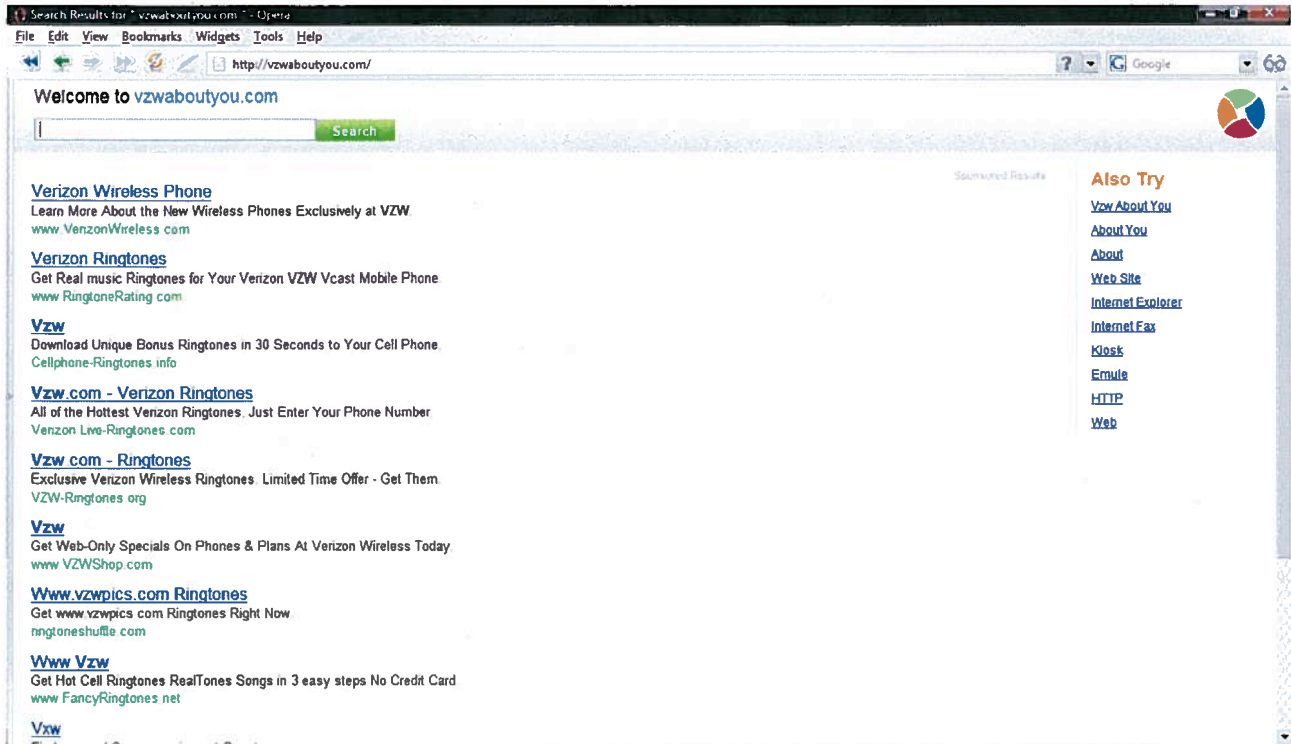 Search Results for " vzwaboutyou.com " - Opera
File Edit View Bookmarks Widgets Tools Help
http://vzwaboutyou.com/
? Google
Welcome to vzwaboutyou.com
Search
Sponsored Results
Verizon Wireless Phone
Learn More About the New Wireless Phones Exclusively at VZW.
www.VerizonWireless.com
Verizon Ringtones
Get Real music Ringtones for Your Verizon VZW Vcast Mobile Phone.
www.RingtoneRating.com
Vzw
Download Unique Bonus Ringtones in 30 Seconds to Your Cell Phone.
Cellphone-Ringtones.info
Vzw.com - Verizon Ringtones
All of the Hottest Verizon Ringtones. Just Enter Your Phone Number
Verizon.Live-Ringtones.com
Vzw.com - Ringtones
Exclusive Verizon Wireless Ringtones. Limited Time Offer - Get Them.
VZW-Ringtones.org
Vzw
Get Web-Only Specials On Phones & Plans At Verizon Wireless Today.
www.VZWShop.com
Www.vzwpics.com Ringtones
Get www.vzwpics.com Ringtones Right Now.
ringtoneshuffle.com
Www Vzw
Get Hot Cell Ringtones RealTones Songs in 3 easy steps No Credit Card.
www.FancyRingtones.net
Vxw
Also Try
Vzw About You
About You
About
Web Site
Internet Explorer
Internet Fax
Kiosk
Emule
HTTP
Web